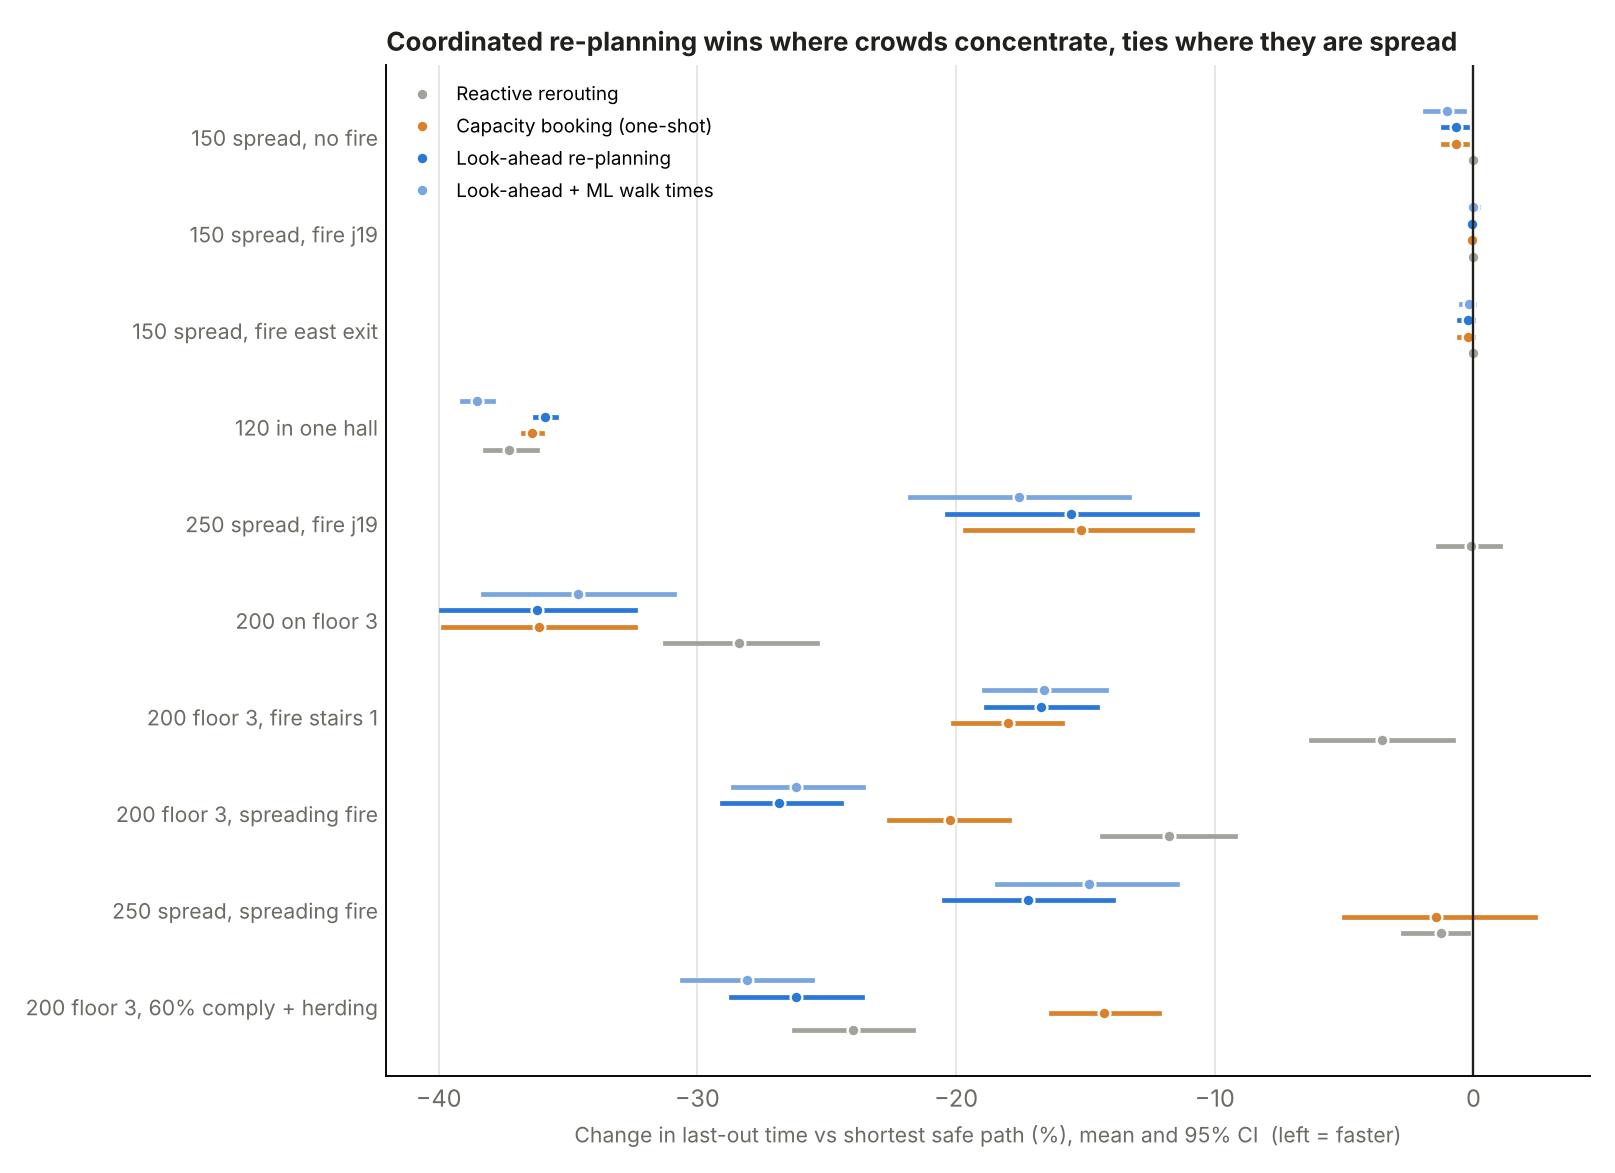 Coordinated re-planning wins where crowds concentrate, ties where they are spread
Reactive rerouting
Capacity booking (one-shot)
Look-ahead re-planning
Look-ahead + ML walk times
150 spread, no fire
150 spread, fire j19
150 spread, fire east exit
120 in one hall
250 spread, fire j19
200 on floor 3
200 floor 3, fire stairs 1
200 floor 3, spreading fire
250 spread, spreading fire
200 floor 3, 60% comply + herding
−40 −30 −20 −10 0
Change in last-out time vs shortest safe path (%), mean and 95% CI (left = faster)